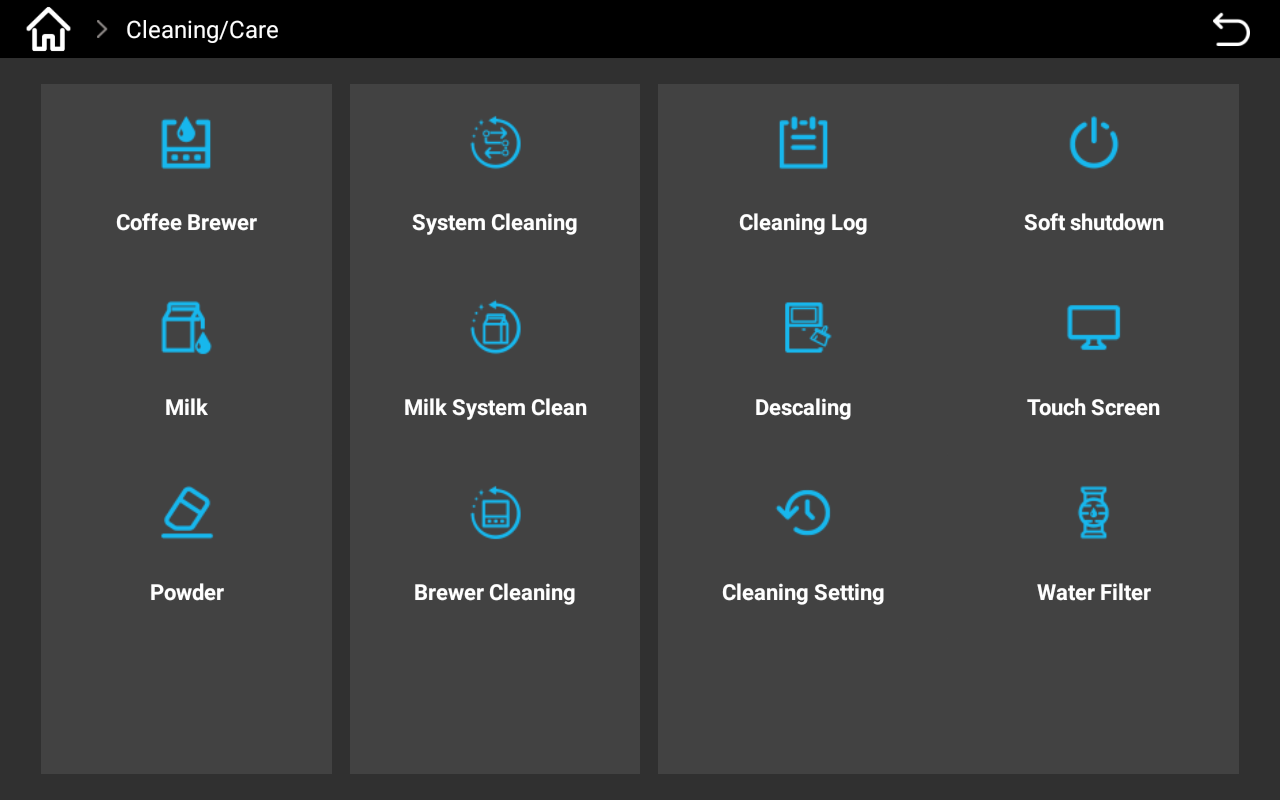 Cleaning/Care
Coffee Brewer
System Cleaning
Cleaning Log
Soft shutdown
Milk
Milk System Clean
Descaling
Touch Screen
Powder
Brewer Cleaning
Cleaning Setting
Water Filter